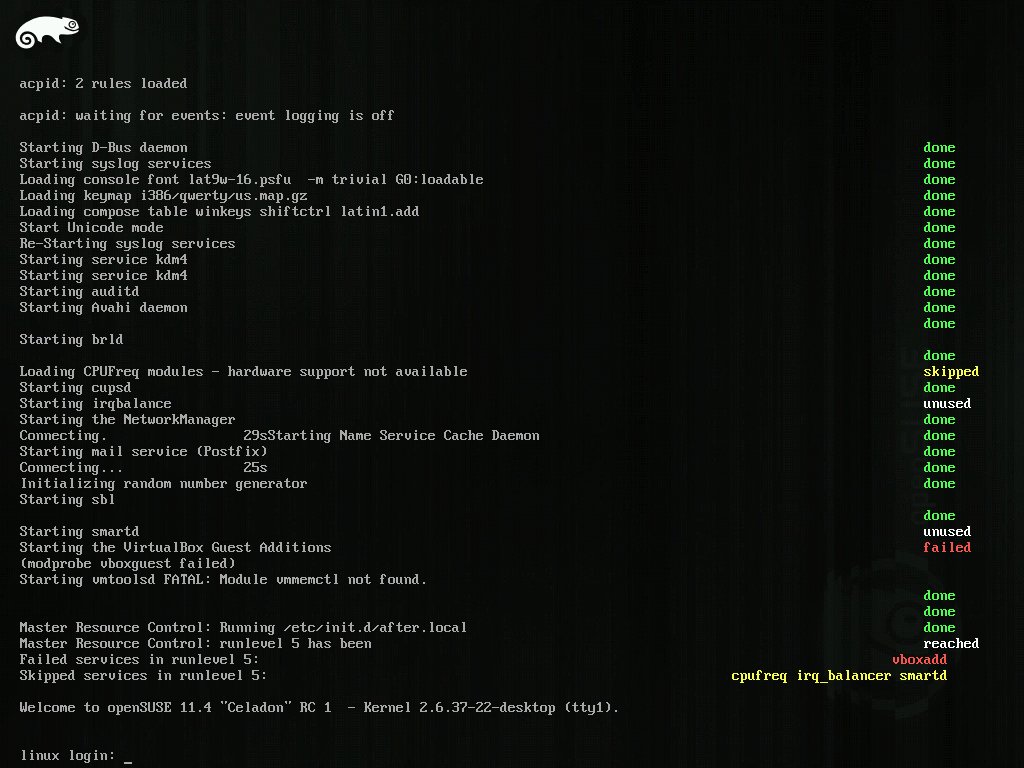 acpid: 2 rules loaded
acpid: waiting for events: event logging is off
Starting D-Bus daemon done
Starting syslog services done
Loading console font lat9w-16.psfu  -m trivial G0:loadable done
Loading keymap i386/qwerty/us.map.gz done
Loading compose table winkeys shiftctrl latin1.add done
Start Unicode mode done
Re-Starting syslog services done
Starting service kdm4 done
Starting service kdm4 done
Starting auditd done
Starting Avahi daemon done
done
Starting brld
done
Loading CPUFreq modules - hardware support not available skipped
Starting cupsd done
Starting irqbalance unused
Starting the NetworkManager done
Connecting. 29sStarting Name Service Cache Daemon done
Starting mail service (Postfix) done
Connecting... 25s done
Initializing random number generator done
Starting sbl
done
Starting smartd unused
Starting the VirtualBox Guest Additions failed
(modprobe vboxguest failed)
Starting vmtoolsd FATAL: Module vmmemctl not found.
done
done
Master Resource Control: Running /etc/init.d/after.local done
Master Resource Control: runlevel 5 has been reached
Failed services in runlevel 5: vboxadd
Skipped services in runlevel 5: cpufreq irq_balancer smartd
Welcome to openSUSE 11.4 "Celadon" RC 1  - Kernel 2.6.37-22-desktop (tty1).
linux login: _